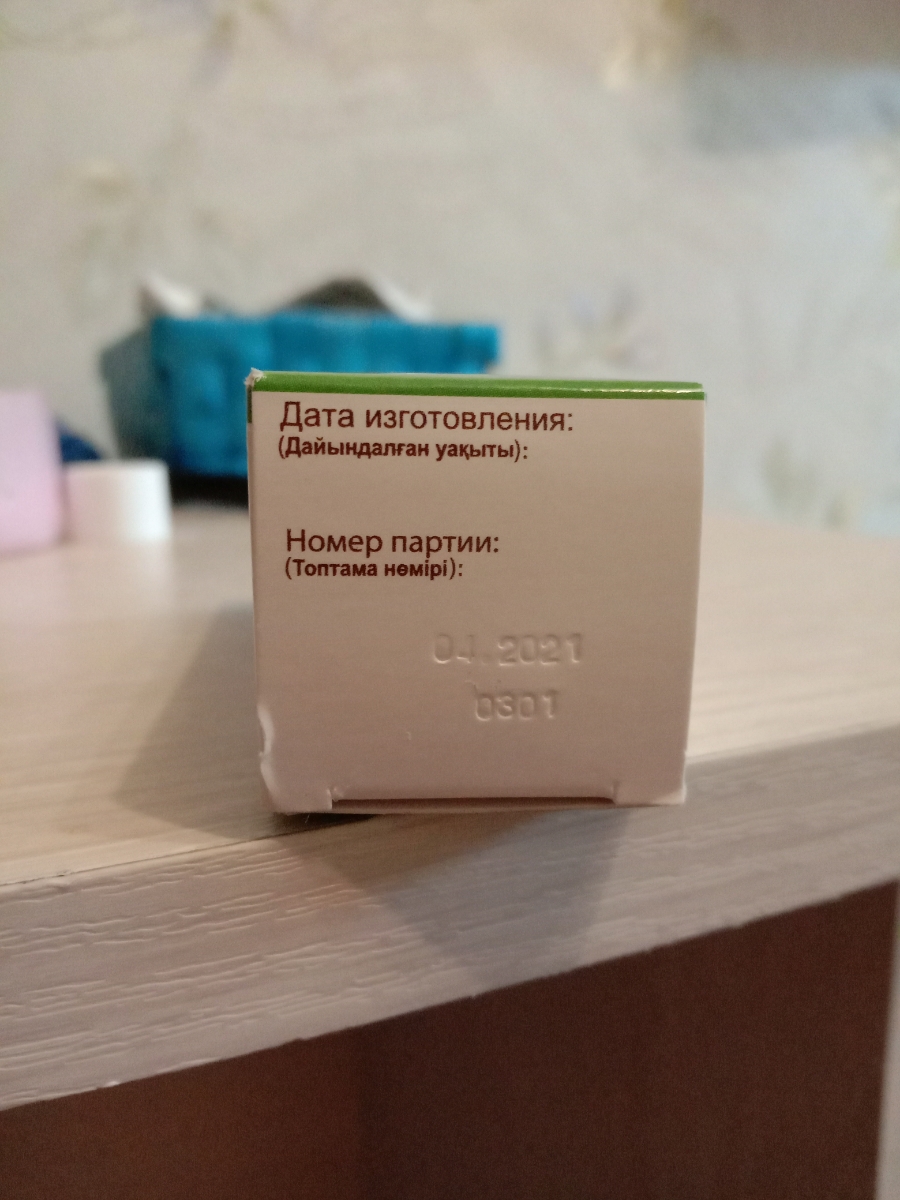 Дата изготовления:
(Дайындалған уақыты):
Номер партии:
(Топтама нөмірі):
04.2021
0301